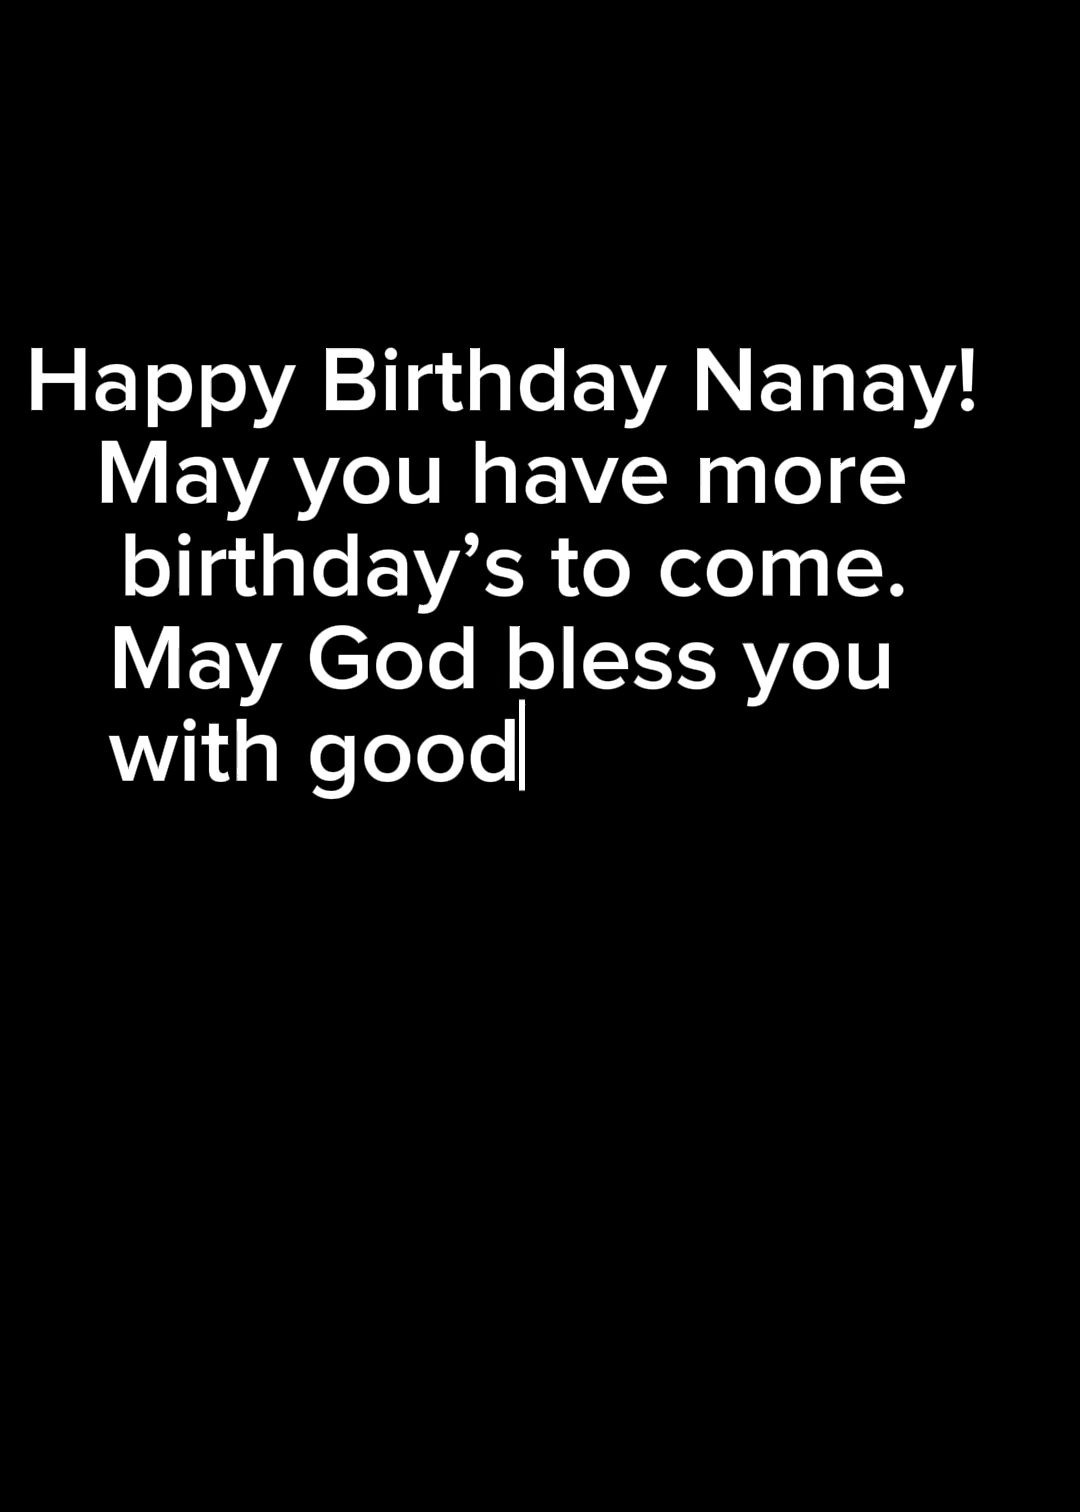 Happy Birthday Nanay!
May you have more
birthday’s to come.
May God bless you
with good